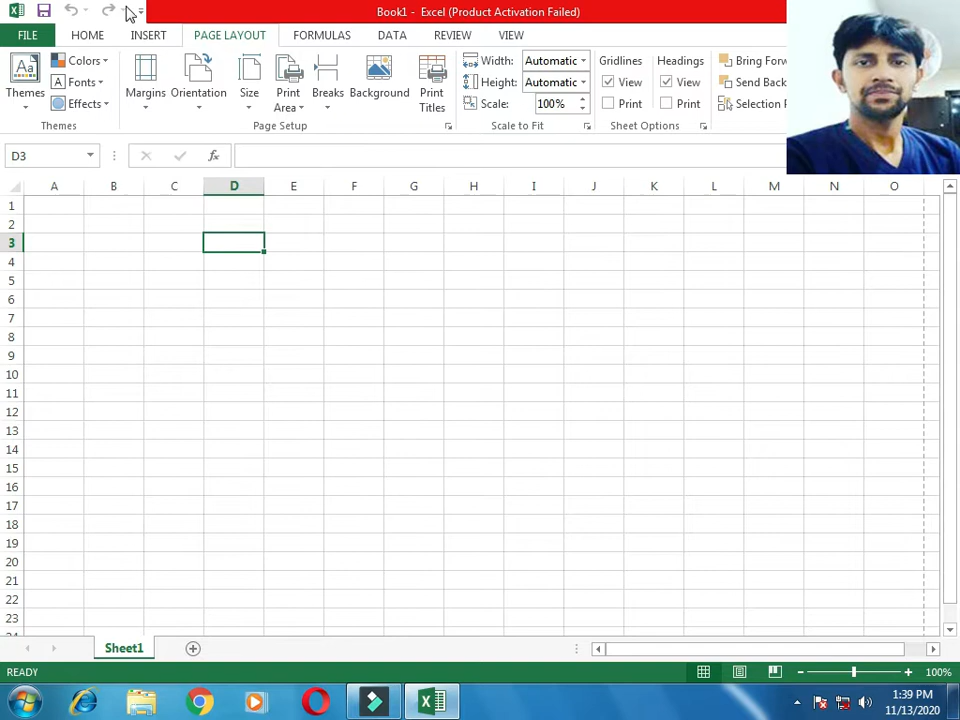 Book1 - Excel (Product Activation Failed)
FILE HOME INSERT PAGE LAYOUT FORMULAS DATA REVIEW VIEW
Themes Colors Fonts Effects
Themes
Margins Orientation Size Print Area Breaks Background Print Titles
Page Setup
Width: Automatic
Height: Automatic
Scale: 100%
Scale to Fit
Gridlines
View
Print
Headings
View
Print
Sheet Options
Bring Forw
Send Back
Selection P
D3 fx
A B C D E F G H I J K L M N O
1
2
3
4
5
6
7
8
9
10
11
12
13
14
15
16
17
18
19
20
21
22
23
Sheet1
READY 100%
1:39 PM
11/13/2020